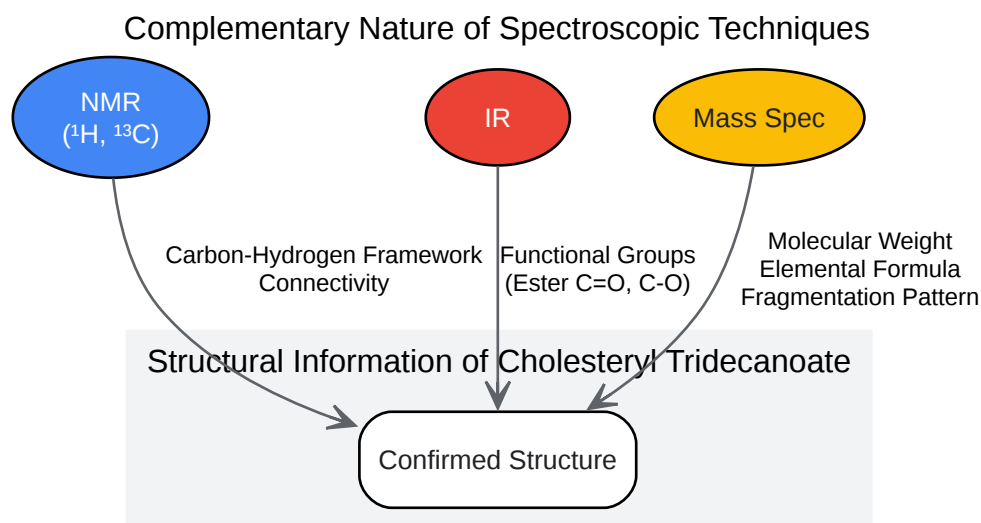 Complementary Nature of Spectroscopic Techniques
NMR
(¹H, ¹³C)
IR
Mass Spec
Carbon-Hydrogen Framework
Connectivity
Functional Groups
(Ester C=O, C-O)
Molecular Weight
Elemental Formula
Fragmentation Pattern
Structural Information of Cholesteryl Tridecanoate
Confirmed Structure